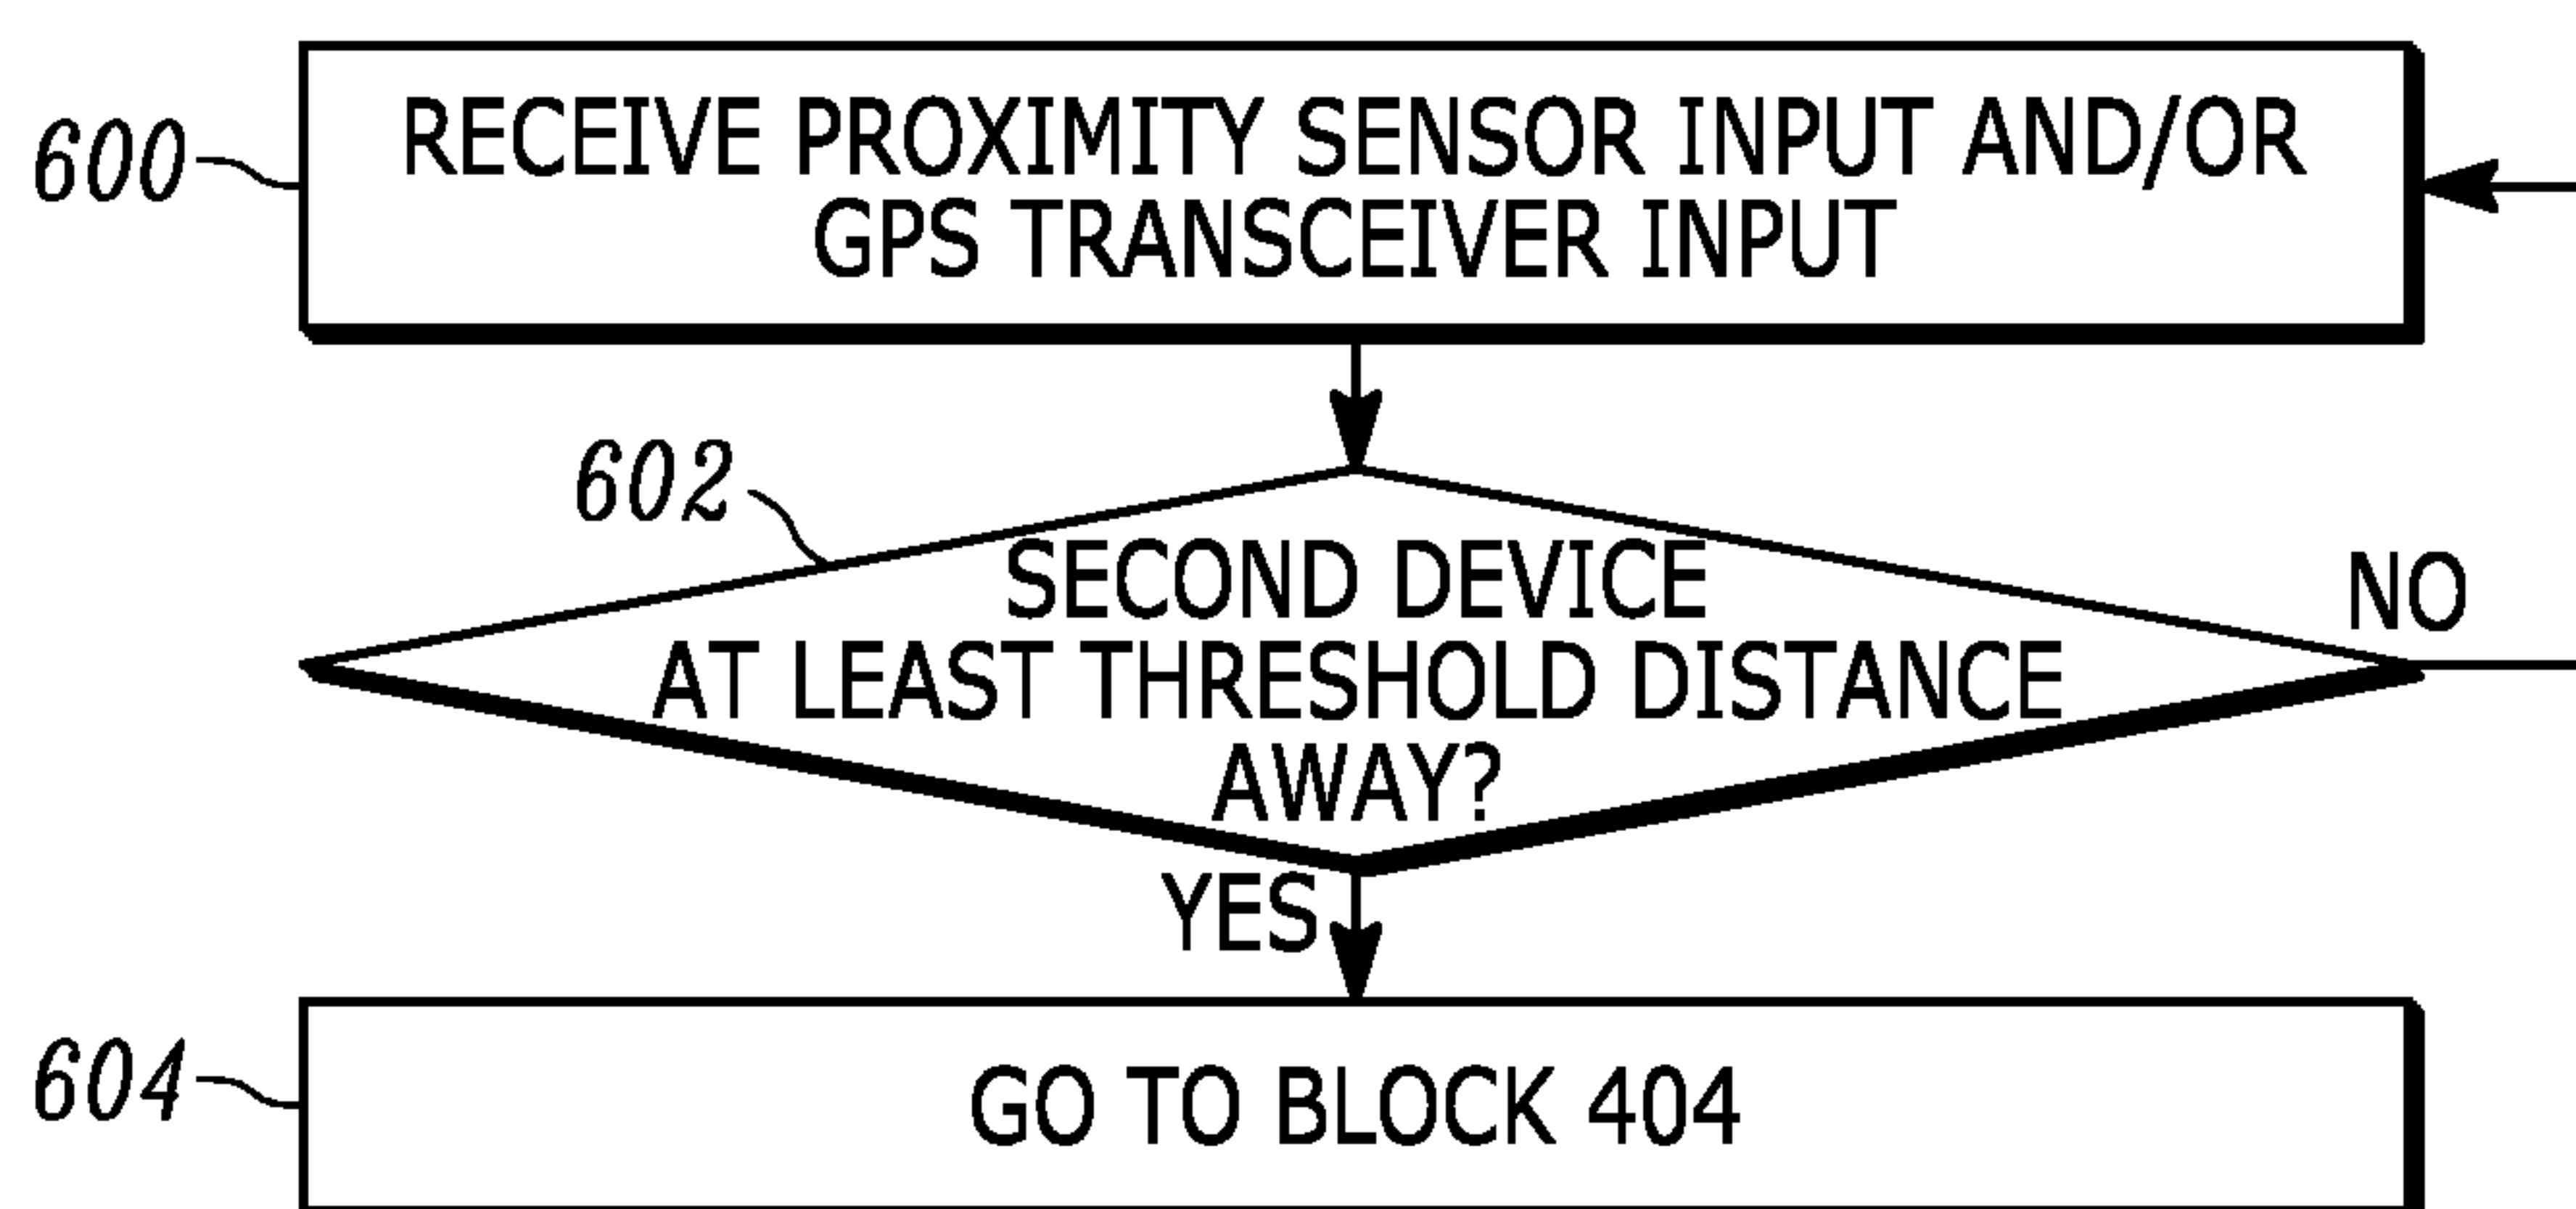 600
RECEIVE PROXIMITY SENSOR INPUT AND/OR
GPS TRANSCEIVER INPUT
602
SECOND DEVICE
AT LEAST THRESHOLD DISTANCE
AWAY?
NO
YES
604
GO TO BLOCK 404